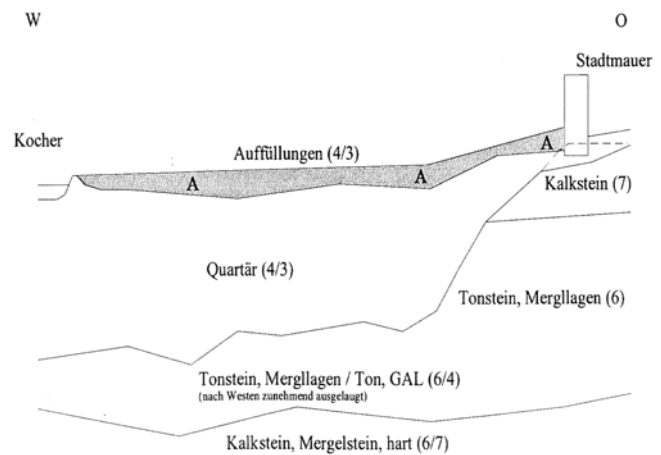 W
O
Stadtmauer
Kocher
Auffüllungen (4/3)
A
A
A
Kalkstein (7)
Quartär (4/3)
Tonstein, Mergllagen (6)
Tonstein, Mergllagen / Ton, GAL (6/4)
(nach Westen zunehmend ausgelaugt)
Kalkstein, Mergelstein, hart (6/7)